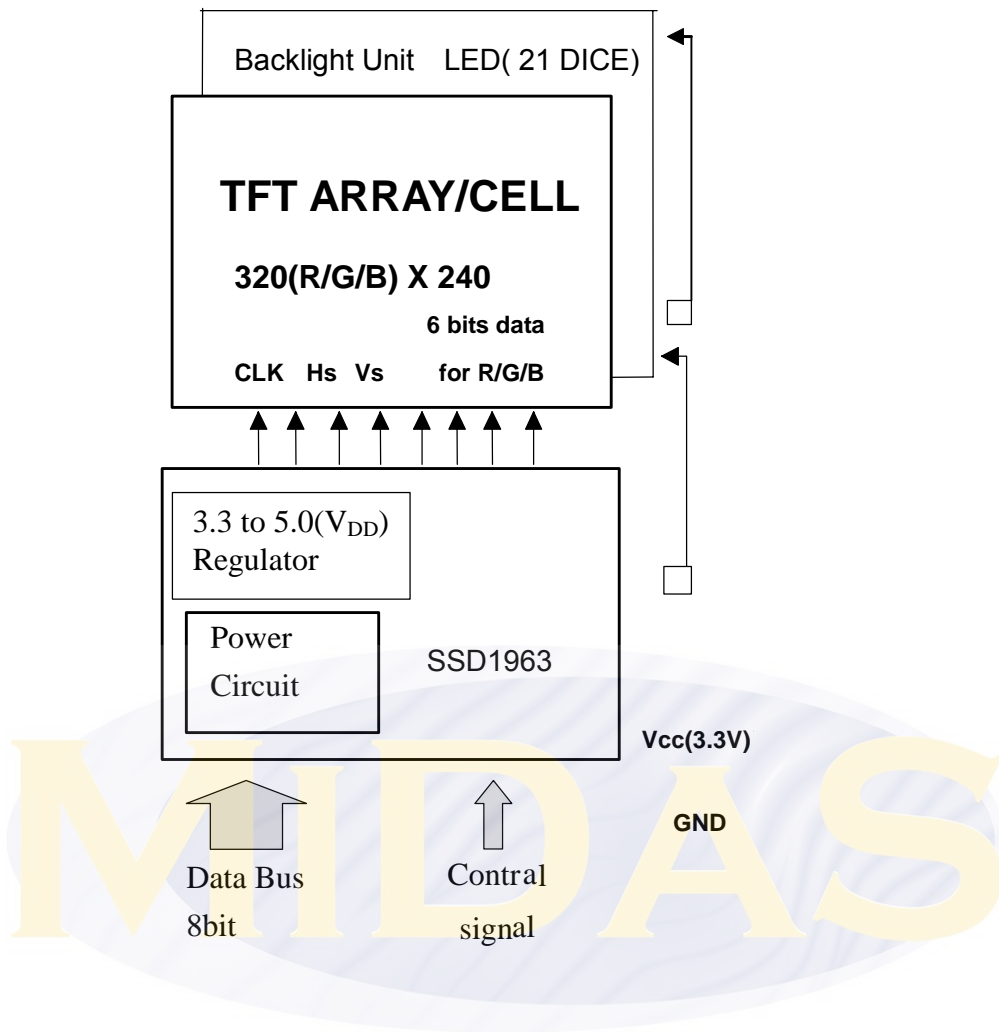 Backlight Unit LED( 21 DICE)
TFT ARRAY/CELL
320(R/G/B) X 240
6 bits data
CLK Hs Vs for R/G/B
3.3 to 5.0(VDD)
Regulator
Power
Circuit
SSD1963
Vcc(3.3V)
GND
Data Bus
8bit
Contral
signal
MIDAS